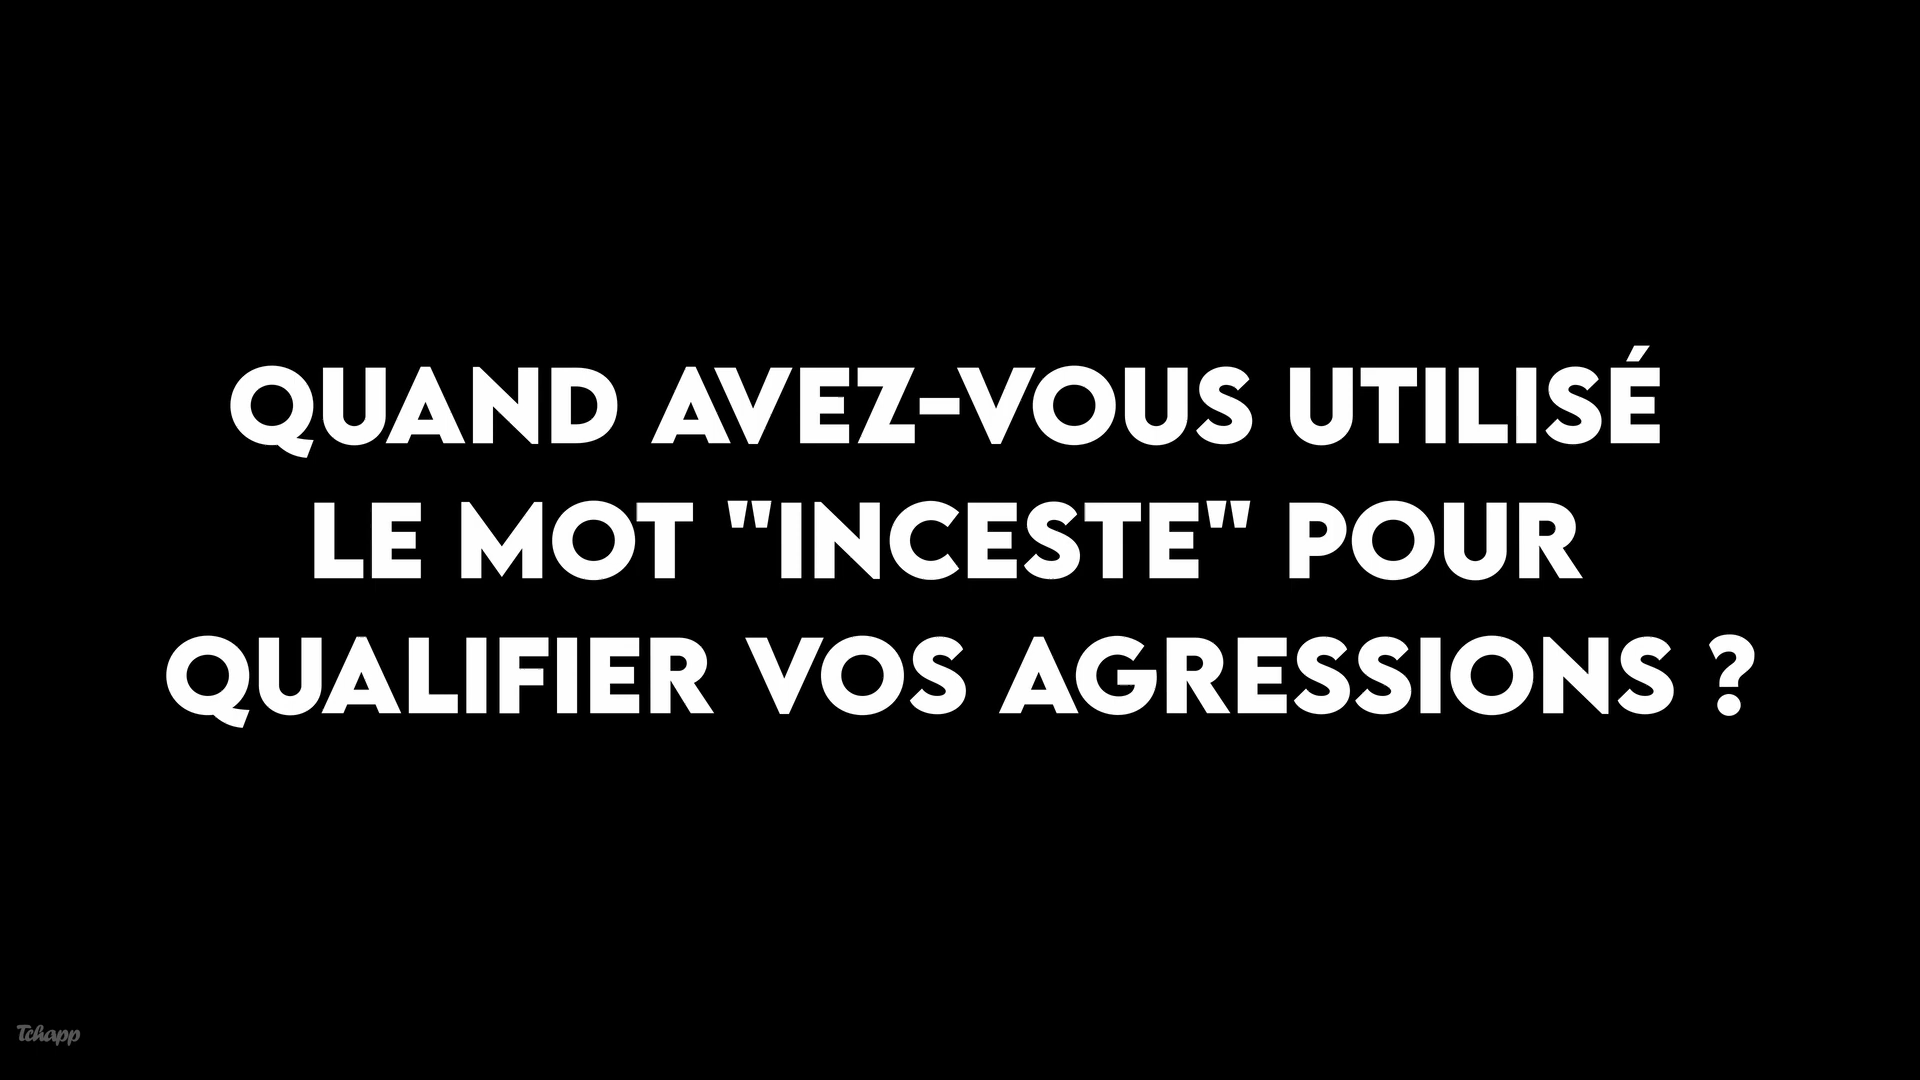 QUAND AVEZ-VOUS UTILISÉ
LE MOT "INCESTE" POUR
QUALIFIER VOS AGRESSIONS ?
Tchapp